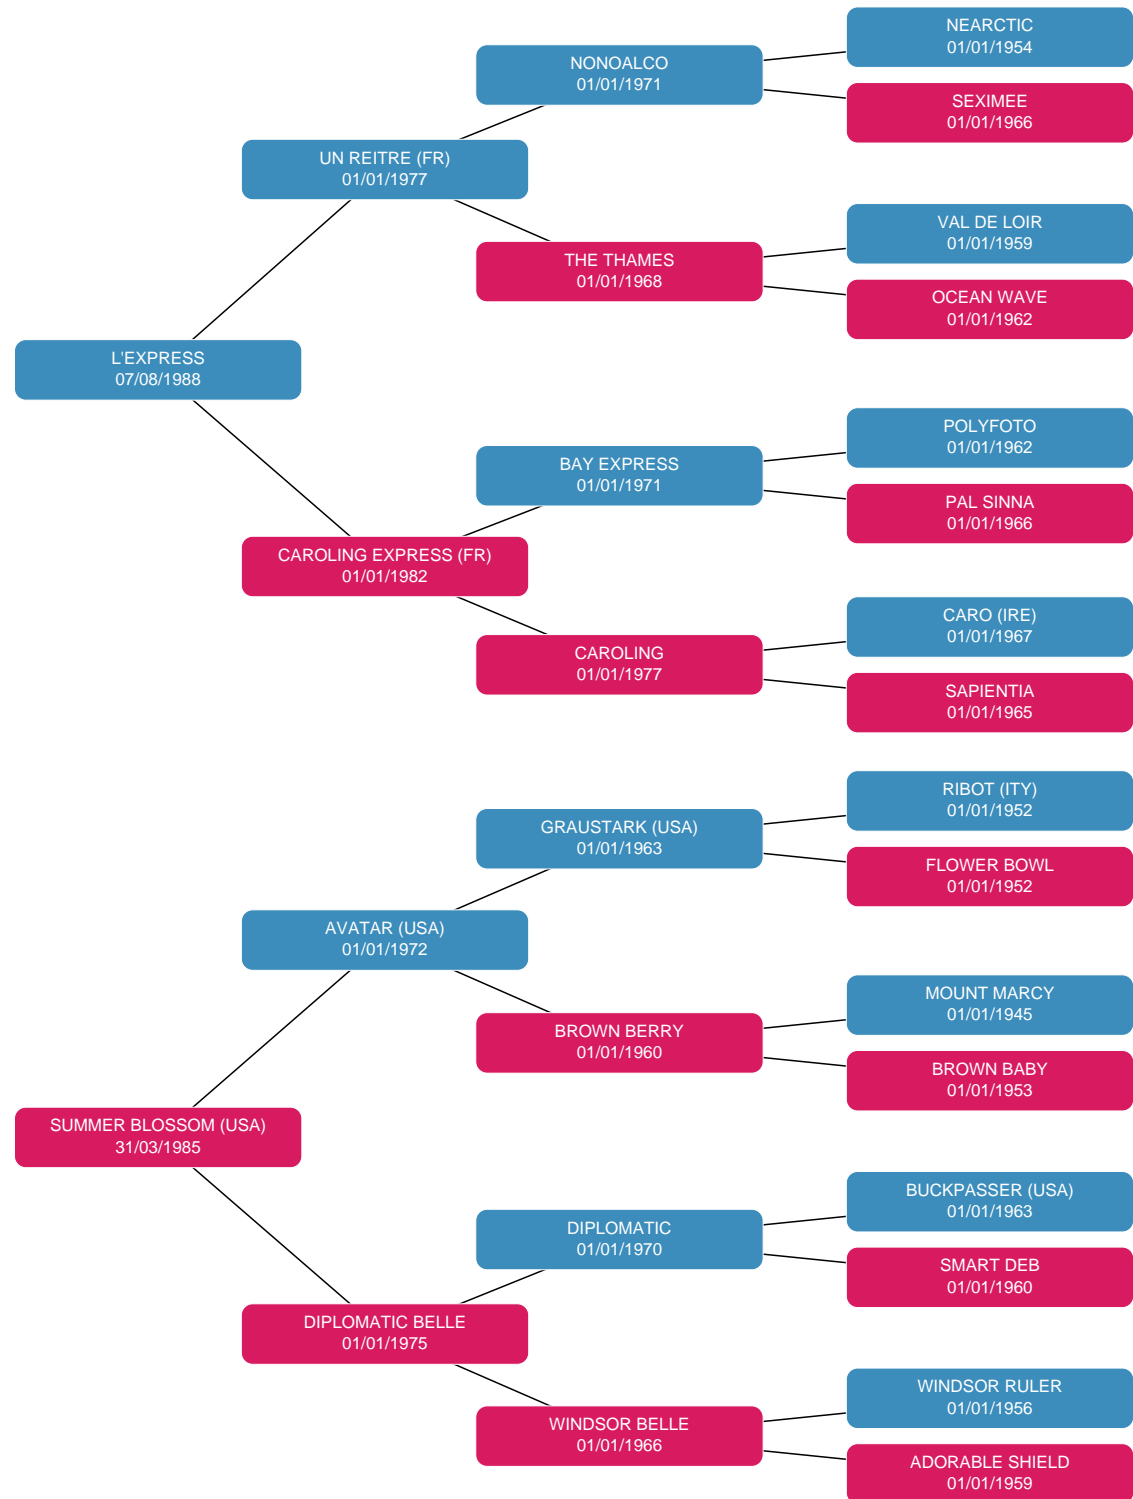 NEARCTIC
01/01/1954
NONOALCO
01/01/1971
SEXIMEE
01/01/1966
UN REITRE (FR)
01/01/1977
VAL DE LOIR
01/01/1959
THE THAMES
01/01/1968
OCEAN WAVE
01/01/1962
L'EXPRESS
07/08/1988
POLYFOTO
01/01/1962
BAY EXPRESS
01/01/1971
PAL SINNA
01/01/1966
CAROLING EXPRESS (FR)
01/01/1982
CARO (IRE)
01/01/1967
CAROLING
01/01/1977
SAPIENTIA
01/01/1965
RIBOT (ITY)
01/01/1952
GRAUSTARK (USA)
01/01/1963
FLOWER BOWL
01/01/1952
AVATAR (USA)
01/01/1972
MOUNT MARCY
01/01/1945
BROWN BERRY
01/01/1960
BROWN BABY
01/01/1953
SUMMER BLOSSOM (USA)
31/03/1985
BUCKPASSER (USA)
01/01/1963
DIPLOMATIC
01/01/1970
SMART DEB
01/01/1960
DIPLOMATIC BELLE
01/01/1975
WINDSOR RULER
01/01/1956
WINDSOR BELLE
01/01/1966
ADORABLE SHIELD
01/01/1959